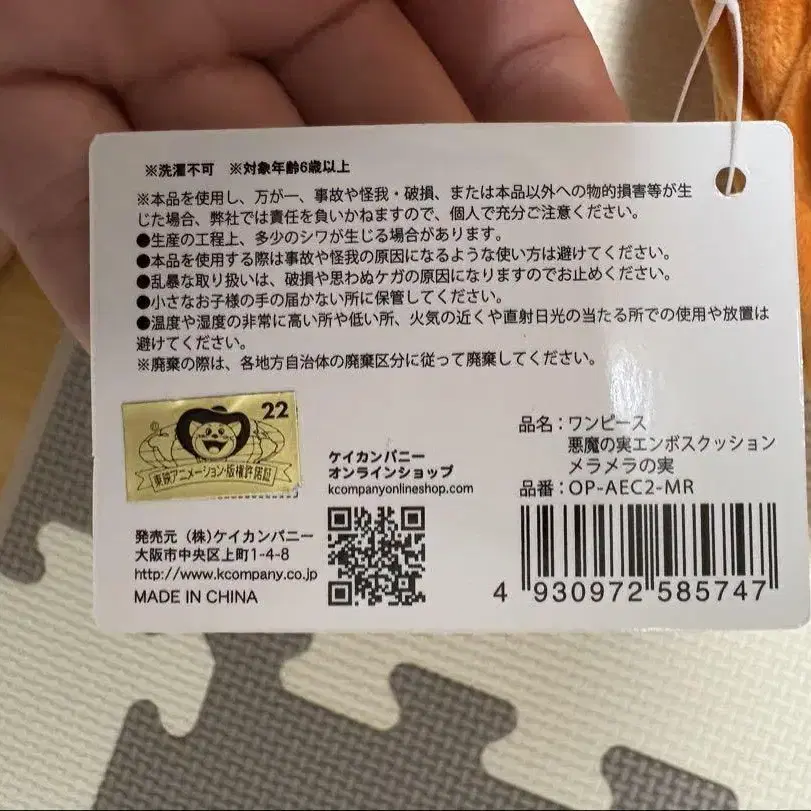 ※洗濯不可 ※対象年齢6歳以上
※本品を使用し、万が一、事故や怪我・破損、または本品以外への物的損害等が生
じた場合、弊社では責任を負いかねますので、個人で充分ご注意ください。
●生産の工程上、多少のシワが生じる場合があります。
●本品を使用する際は事故や怪我の原因になるような使い方は避けてください。
●乱暴な取り扱いは、破損や思わぬケガの原因になりますのでお止めください。
●小さなお子様の手の届かない所に保管してください。
●温度や湿度の非常に高い所や低い所、火気の近くや直射日光の当たる所での使用や放置は
避けてください。
※廃棄の際は、各地方自治体の廃棄区分に従って廃棄してください。
22
東映アニメーション・版権許諾証
発売元 (株)ケイカンパニー
大阪市中央区上町1-4-8
http://www.kcompany.co.jp
MADE IN CHINA
ケイカンパニー
オンラインショップ
kcompanyonlineshop.com
品名:ワンピース
悪魔の実エンボスクッション
メラメラの実
品番:OP-AEC2-MR
4 930972 585747